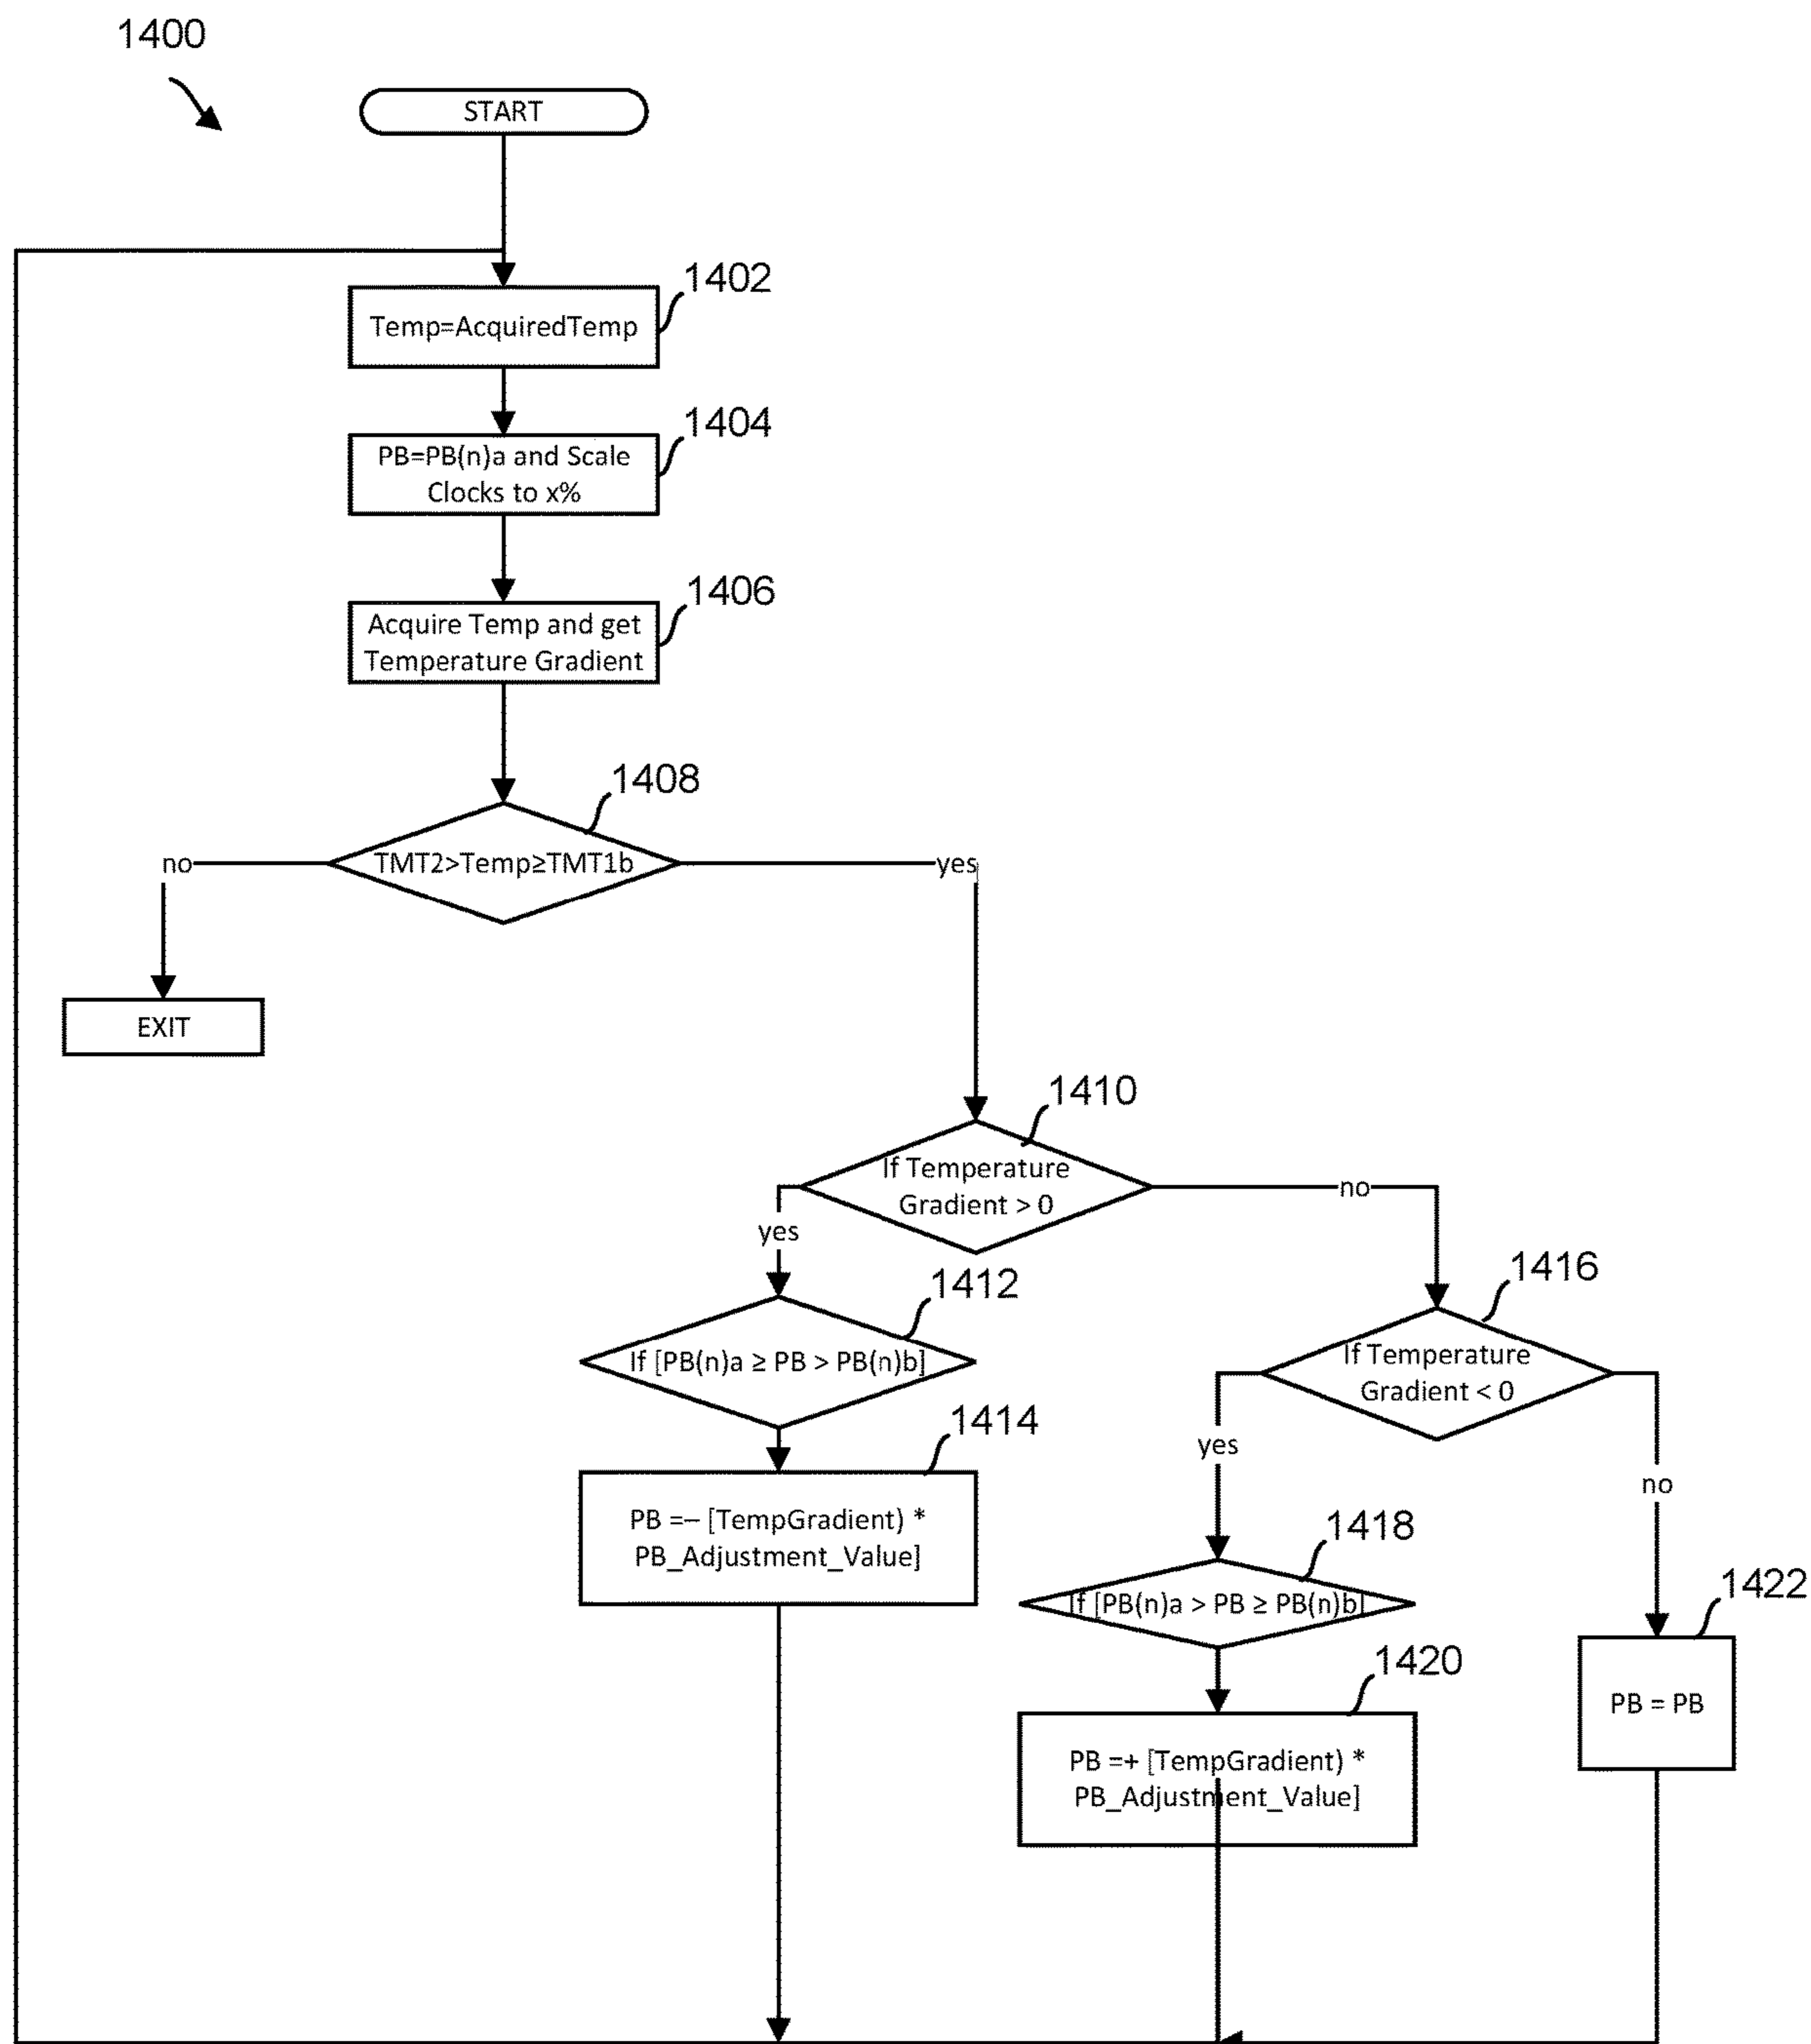 1400
START
1402
Temp=AcquiredTemp
1404
PB=PB(n)a and Scale
Clocks to x%
1406
Acquire Temp and get
Temperature Gradient
1408
no
TMT2>Temp≥TMT1b
yes
EXIT
1410
If Temperature
Gradient > 0
no
yes
1412
If [PB(n)a ≥ PB > PB(n)b]
1416
If Temperature
Gradient < 0
1414
yes
no
PB =– [TempGradient) *
PB_Adjustment_Value]
1418
If [PB(n)a > PB ≥ PB(n)b]
1422
1420
PB = PB
PB =+ [TempGradient) *
PB_Adjustment_Value]